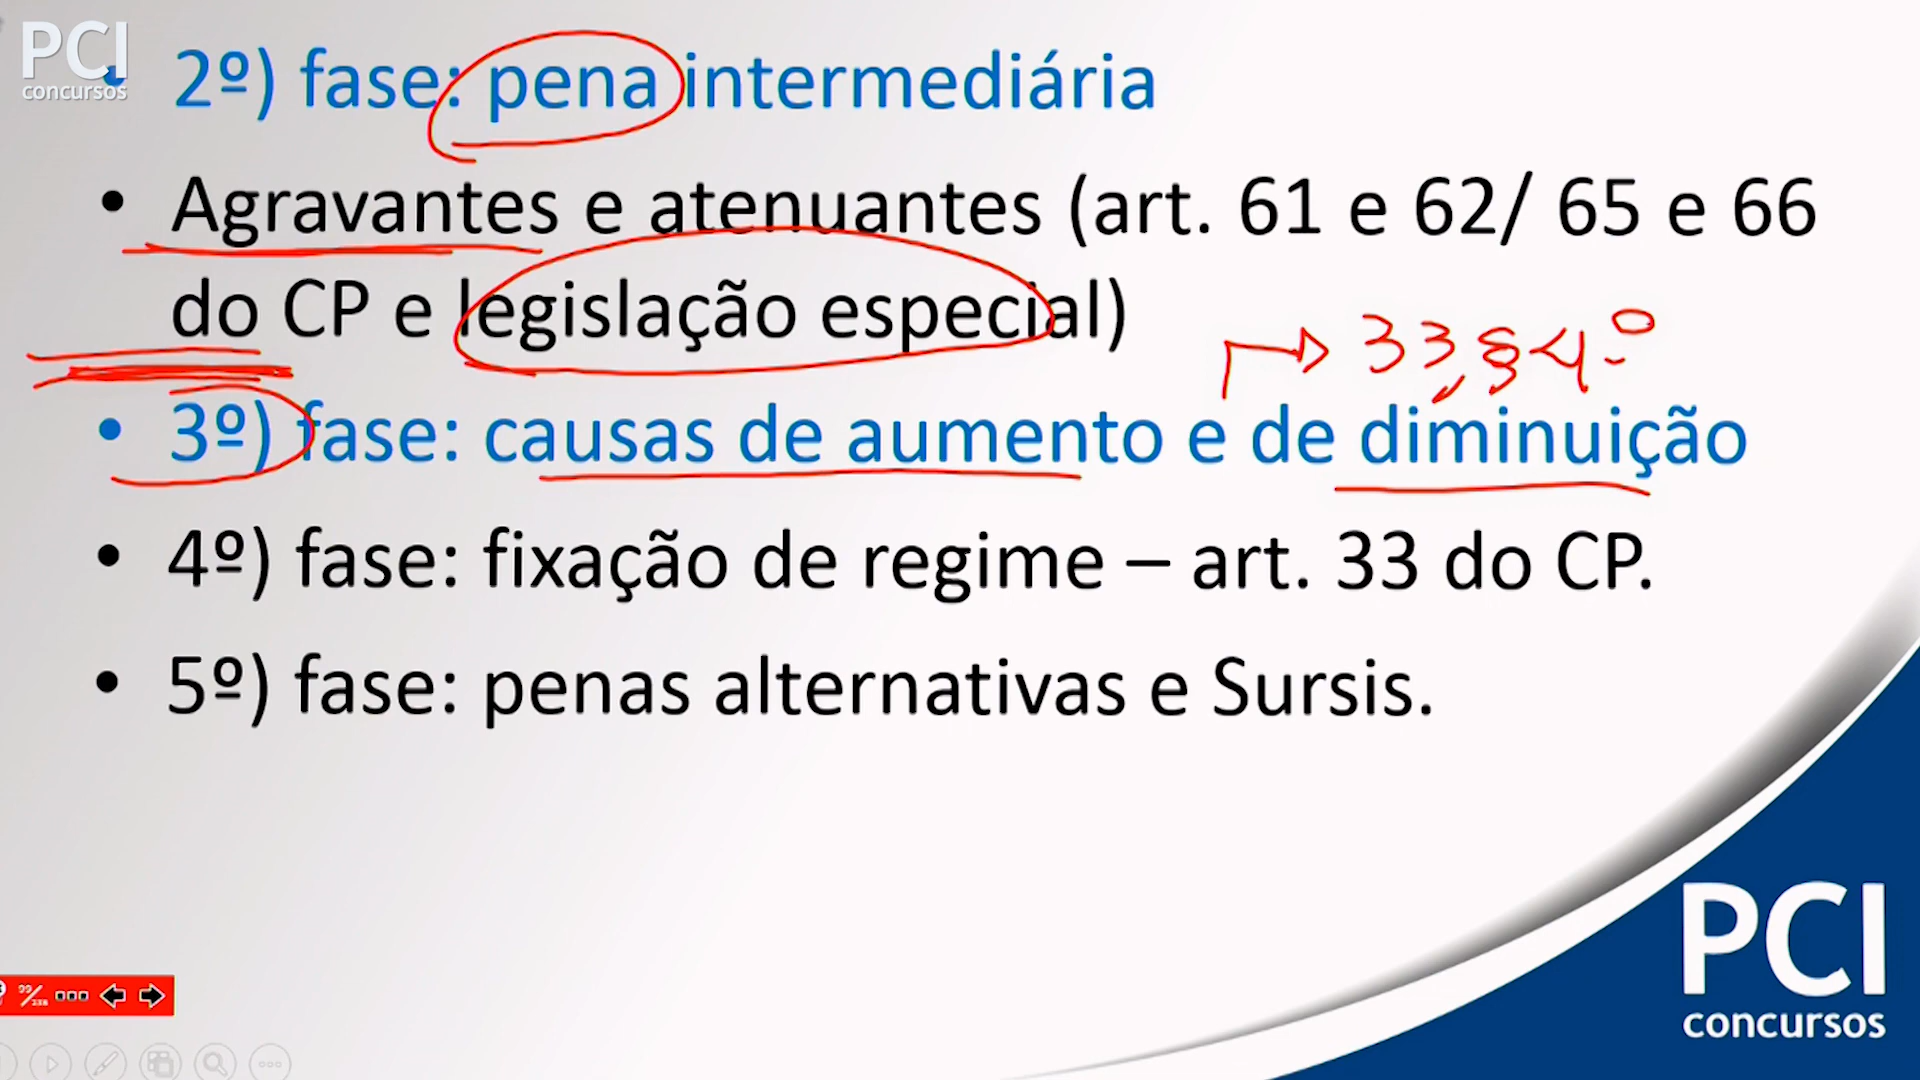 PCI
concursos
2º) fase: pena intermediária
• Agravantes e atenuantes (art. 61 e 62/ 65 e 66
do CP e legislação especial)
33, § 4º
• 3º) fase: causas de aumento e de diminuição
• 4º) fase: fixação de regime – art. 33 do CP.
• 5º) fase: penas alternativas e Sursis.
PCI
concursos